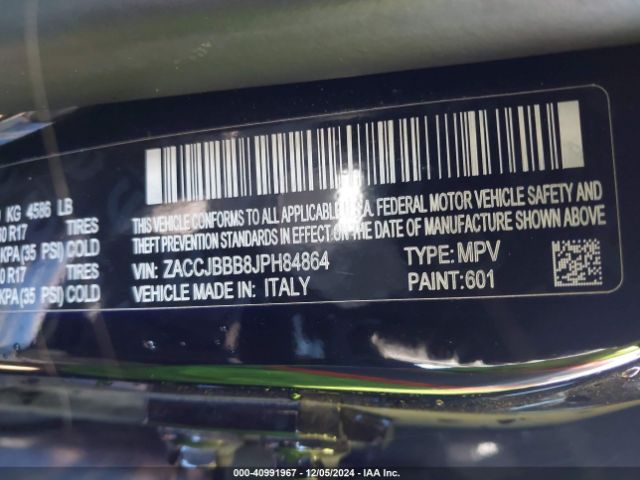 KG 4586 LB
R17 TIRES
KPA(35 PSI) COLD
R17 TIRES
KPA(35 PSI) COLD
THIS VEHICLE CONFORMS TO ALL APPLICABLE U.S.A. FEDERAL MOTOR VEHICLE SAFETY AND
THEFT PREVENTION STANDARDS IN EFFECT ON THE DATE OF MANUFACTURE SHOWN ABOVE
VIN: ZACCJBBB8JPH84864 TYPE: MPV
VEHICLE MADE IN: ITALY PAINT:601
000-40991967 - 12/05/2024 - IAA Inc.